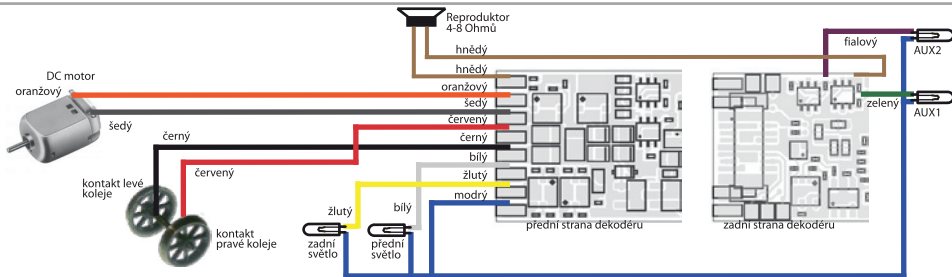 Reproduktor
4-8 Ohmů
hnědý
fialový
AUX2
DC motor
oranžový
hnědý
oranžový
šedý
zelený
AUX1
šedý
červený
černý
černý
bílý
červený
žlutý
kontakt levé
koleje
modrý
žlutý
bílý
kontakt
pravé koleje
přední strana dekodéru
zadní strana dekodéru
zadní
světlo
přední
světlo